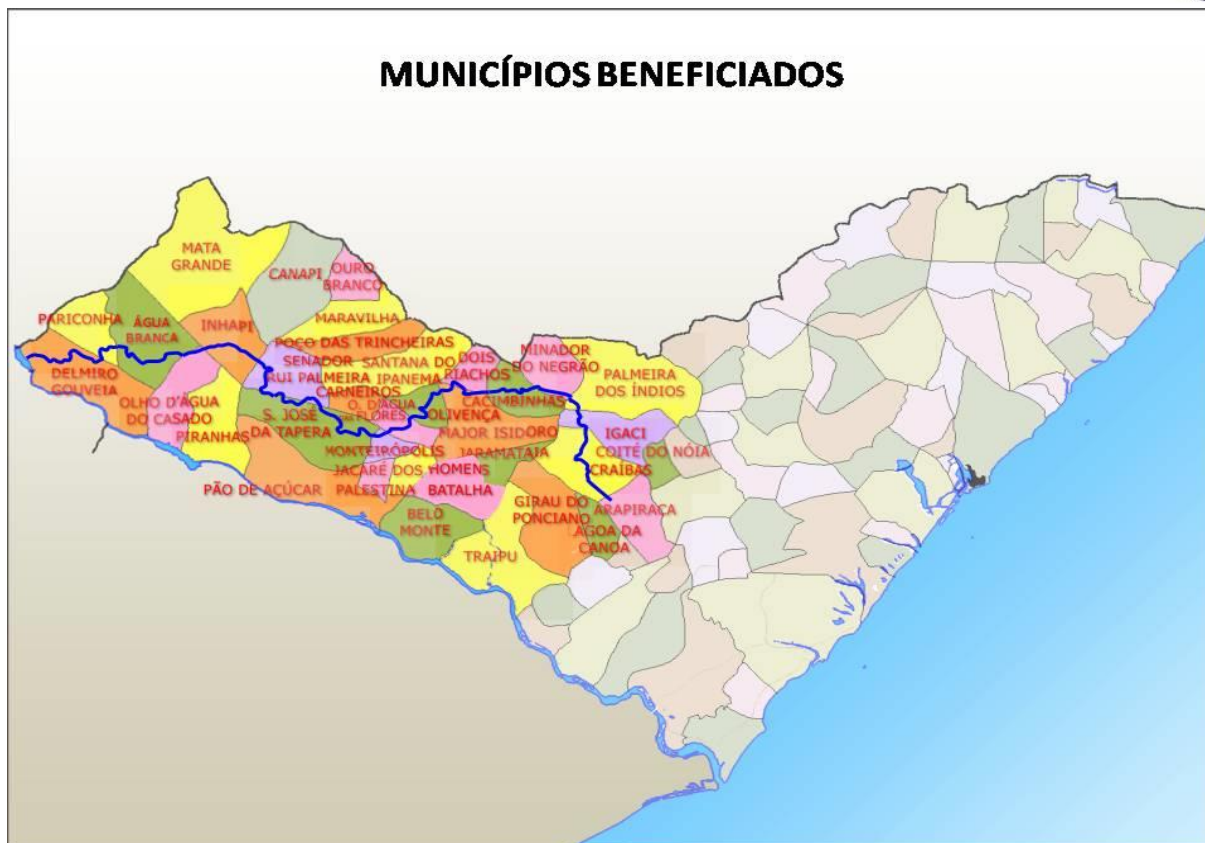 MUNICÍPIOS BENEFICIADOS
MATA
GRANDE
CANAPI
OURO
BRANCO
PARICONHA
ÁGUA
BRANCA
INHAPI
MARAVILHA
POÇO DAS TRINCHEIRAS
DELMIRO
GOUVEIA
SENADOR
RUI PALMEIRA
SANTANA DO
IPANEMA
DOIS
RIACHOS
MINADOR
DO NEGRÃO
PALMEIRA
DOS ÍNDIOS
OLHO D'ÁGUA
DO CASADO
PIRANHAS
CARNEIROS
O. D'ÁGUA
FLORES
CACIMBINHAS
S. JOSÉ
DA TAPERA
OLIVENÇA
MAJOR ISIDORO
IGACI
COITÉ DO NÓIA
MONTEIRÓPOLIS
JARAMATAIA
CRAÍBAS
JACARÉ DOS HOMENS
PÃO DE AÇÚCAR
PALESTINA
BATALHA
GIRAU DO
PONCIANO
ARAPIRACA
BELO
MONTE
AGOA DA
CANOA
TRAIPU